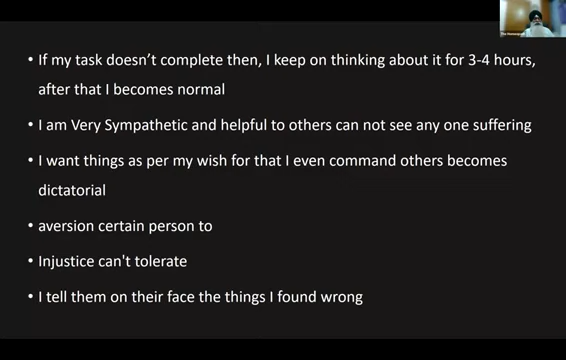 • If my task doesn't complete then, I keep on thinking about it for 3-4 hours,
after that I becomes normal
• I am Very Sympathetic and helpful to others can not see any one suffering
• I want things as per my wish for that I even command others becomes
dictatorial
• aversion certain person to
• Injustice can't tolerate
• I tell them on their face the things I found wrong